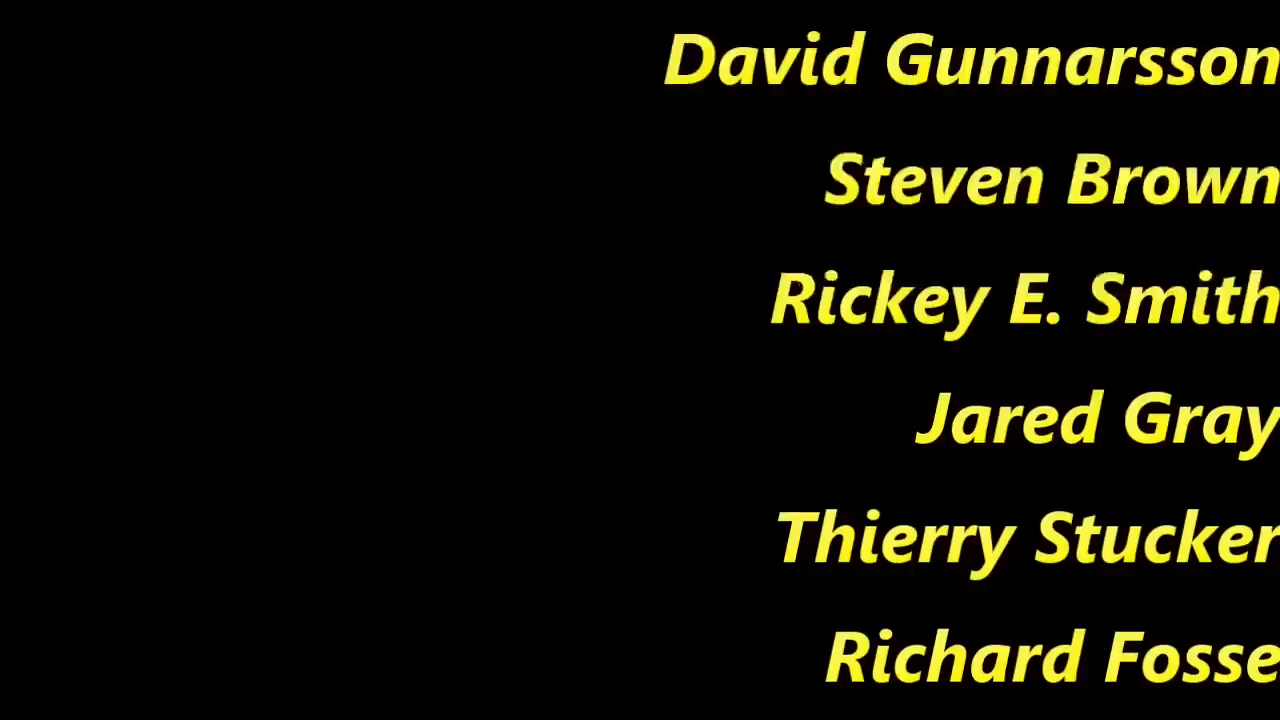 David Gunnarsson
Steven Brown
Rickey E. Smith
Jared Gray
Thierry Stucker
Richard Fosse